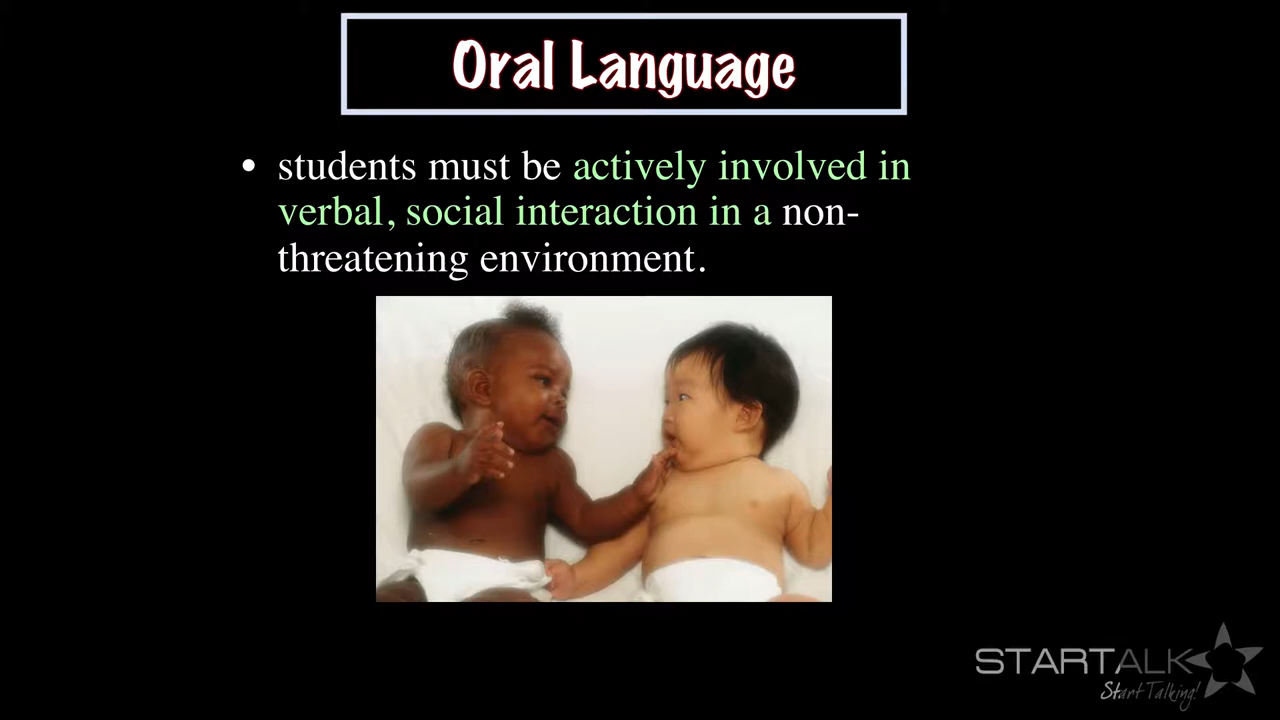 Oral Language
• students must be actively involved in
verbal, social interaction in a non-
threatening environment.
STARTALK
Start Talking!